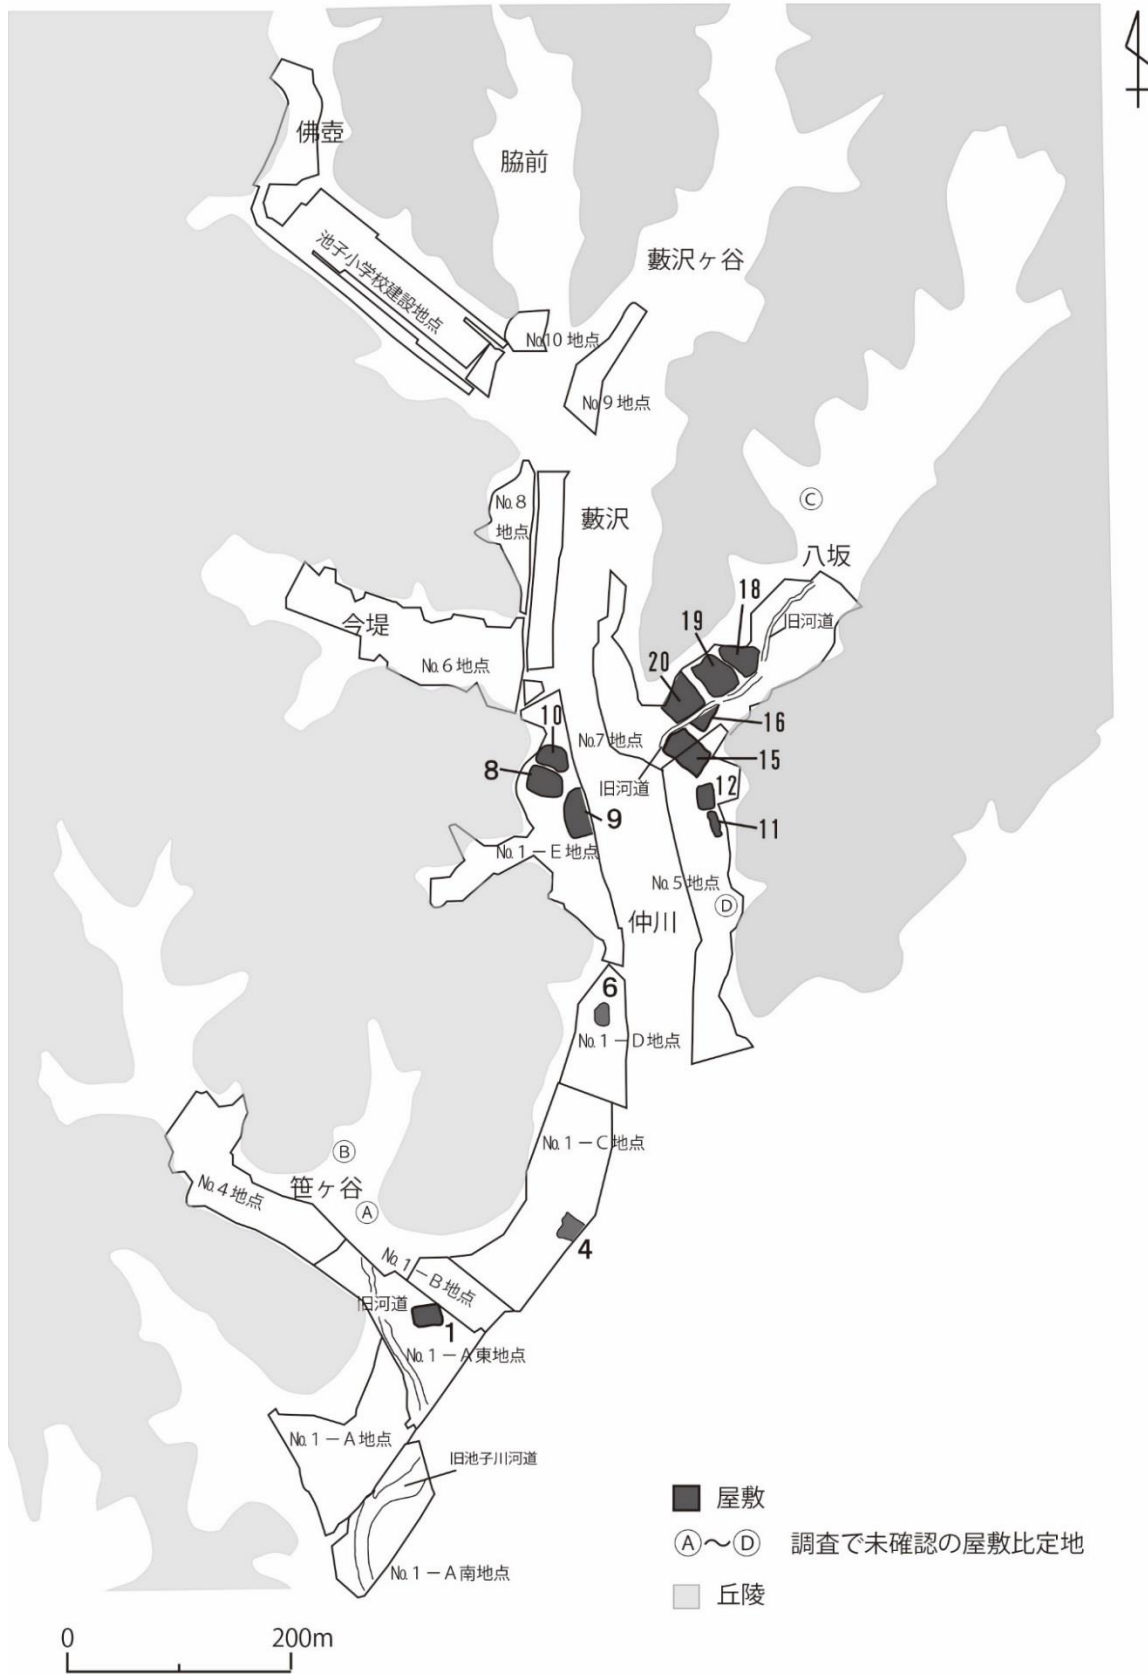 佛壺
脇前
藪沢ヶ谷
池子小学校建設地点
№10 地点
№9 地点
№8
地点
藪沢
Ⓒ
八坂
18
旧河道
19
今堤
20
№6 地点
16
10
№7 地点
15
8
旧河道
12
9
11
№1－E 地点
№5 地点
Ⓓ
仲川
6
№1－D 地点
№1－C 地点
Ⓑ
笹ヶ谷
№4 地点
Ⓐ
4
№1－B 地点
旧河道
1
№1－A 東地点
№1－A 地点
旧池子川河道
屋敷
Ⓐ～Ⓓ 調査で未確認の屋敷比定地
№1－A 南地点
丘陵
0 200m